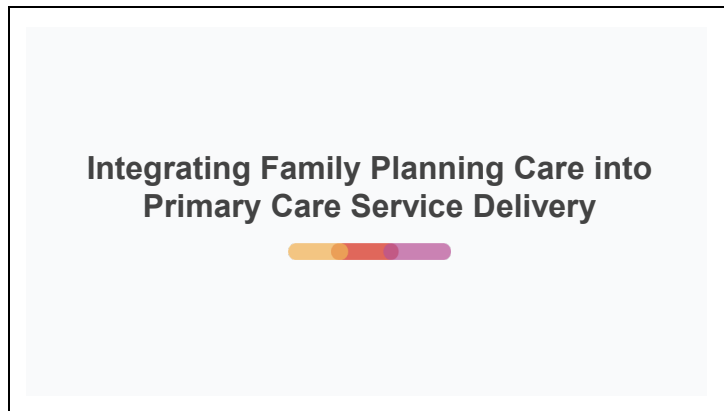 Integrating Family Planning Care into
Primary Care Service Delivery